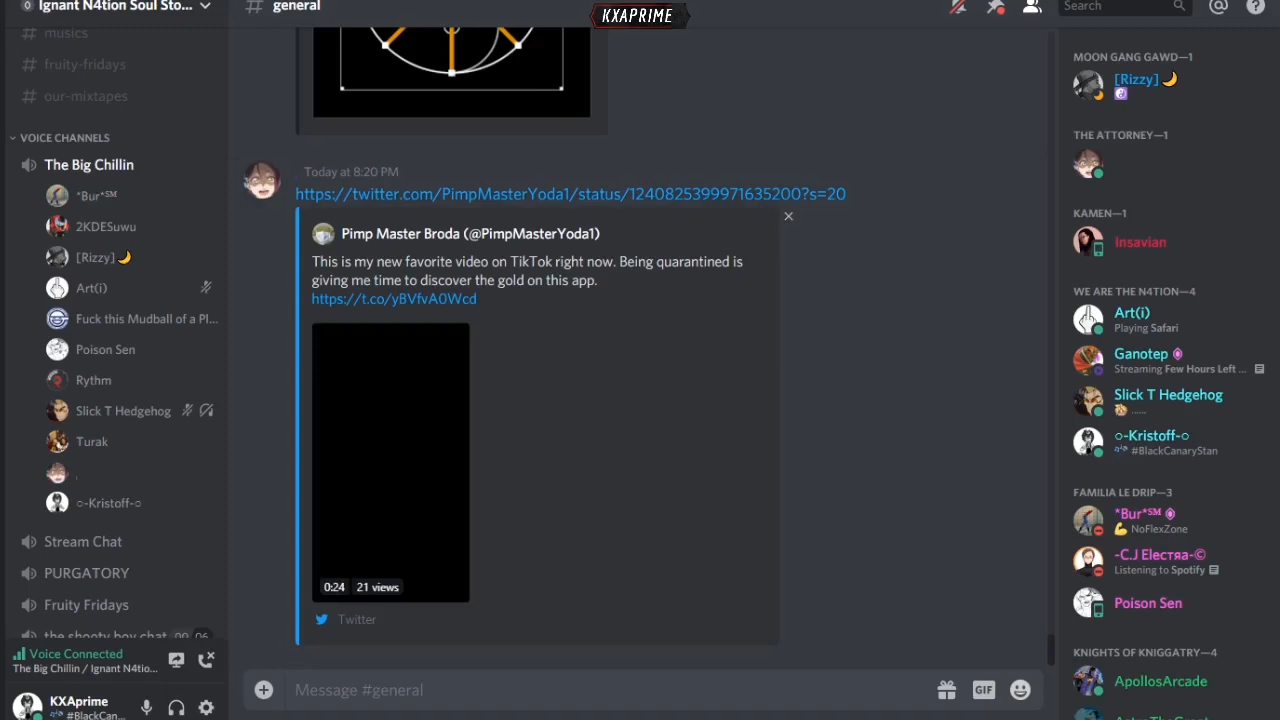 Ignant N4tion Soul Sto...
general
KXAPRIME
Search
musics
fruity-fridays
our-mixtapes
VOICE CHANNELS
The Big Chillin
*Bur*℠
2KDESuwu
[Rizzy]🌙
Art(i)
Fuck this Mudball of a Pl...
Poison Sen
Rythm
Slick T Hedgehog
Turak
.
○-Kristoff-○
Stream Chat
PURGATORY
Fruity Fridays
the shooty boy chat 00 06
Voice Connected
The Big Chillin / Ignant N4tio...
KXAprime
#BlackCan...
Today at 8:20 PM
https://twitter.com/PimpMasterYoda1/status/1240825399971635200?s=20
Pimp Master Broda (@PimpMasterYoda1)
This is my new favorite video on TikTok right now. Being quarantined is
giving me time to discover the gold on this app.
https://t.co/yBVfvA0Wcd
0:24 21 views
Twitter
Message #general
GIF
MOON GANG GAWD—1
[Rizzy]🌙
THE ATTORNEY—1
KAMEN—1
Insavian
WE ARE THE N4TION—4
Art(i)
Playing Safari
Ganotep
Streaming Few Hours Left ...
Slick T Hedgehog
......
○-Kristoff-○
#BlackCanaryStan
FAMILIA LE DRIP—3
*Bur*℠
NoFlexZone
-C.J Elecтяa-©
Listening to Spotify
Poison Sen
KNIGHTS OF KNIGGATRY—4
ApollosArcade